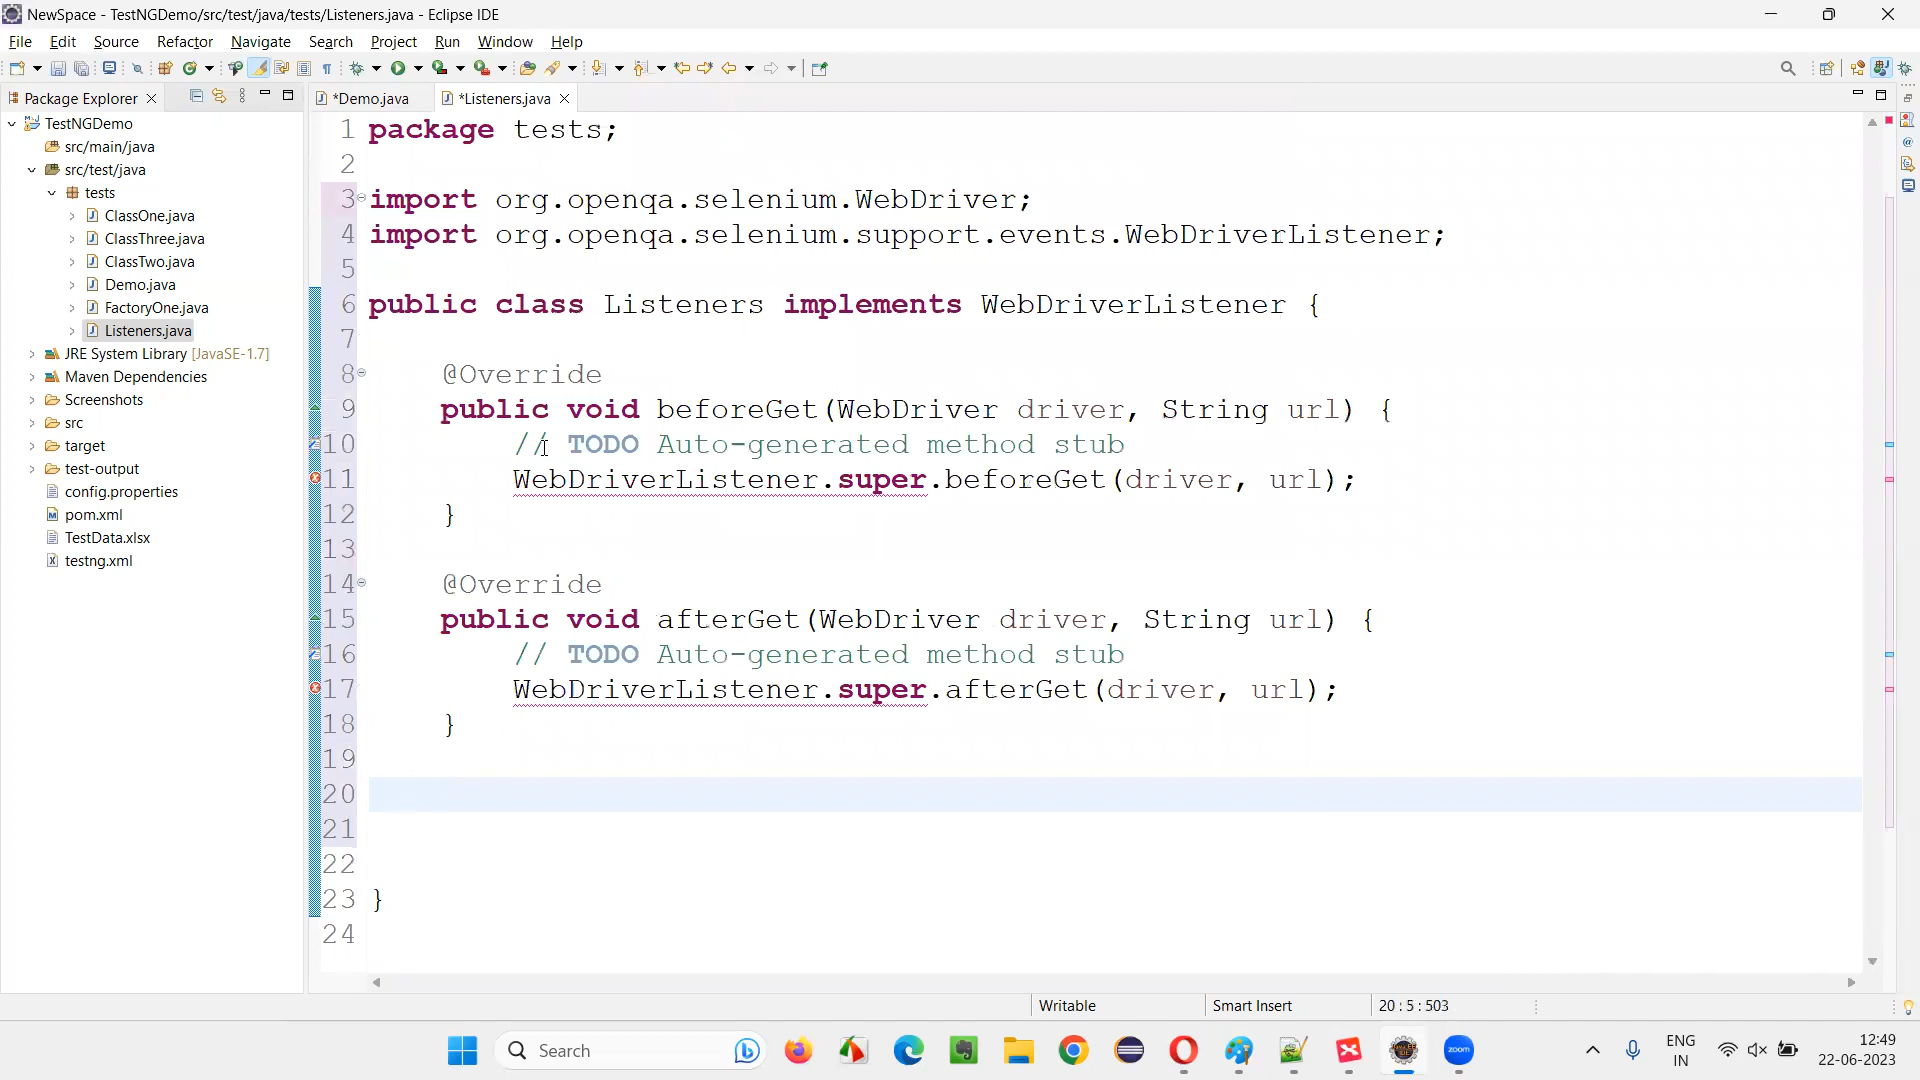 NewSpace - TestNGDemo/src/test/java/tests/Listeners.java - Eclipse IDE
File Edit Source Refactor Navigate Search Project Run Window Help
Package Explorer
*Demo.java
*Listeners.java
TestNGDemo
src/main/java
src/test/java
tests
ClassOne.java
ClassThree.java
ClassTwo.java
Demo.java
FactoryOne.java
Listeners.java
JRE System Library [JavaSE-1.7]
Maven Dependencies
Screenshots
src
target
test-output
config.properties
pom.xml
TestData.xlsx
testng.xml
1 package tests;
2
3 import org.openqa.selenium.WebDriver;
4 import org.openqa.selenium.support.events.WebDriverListener;
5
6 public class Listeners implements WebDriverListener {
7
8 @Override
9 public void beforeGet(WebDriver driver, String url) {
10 // TODO Auto-generated method stub
11 WebDriverListener.super.beforeGet(driver, url);
12 }
13
14 @Override
15 public void afterGet(WebDriver driver, String url) {
16 // TODO Auto-generated method stub
17 WebDriverListener.super.afterGet(driver, url);
18 }
19
20
21
22
23 }
24
Writable
Smart Insert
20 : 5 : 503
Search
zoom
ENG
IN
12:49
22-06-2023